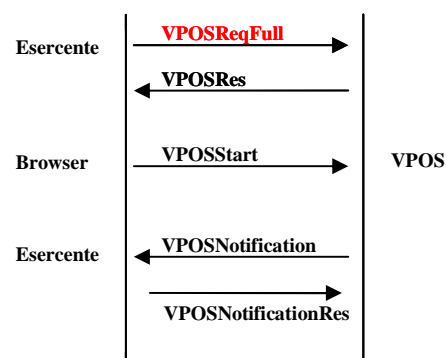 VPOSReqFull
Esercente
VPOSRes
Browser
VPOSStart
VPOS
Esercente
VPOSNotification
VPOSNotificationRes